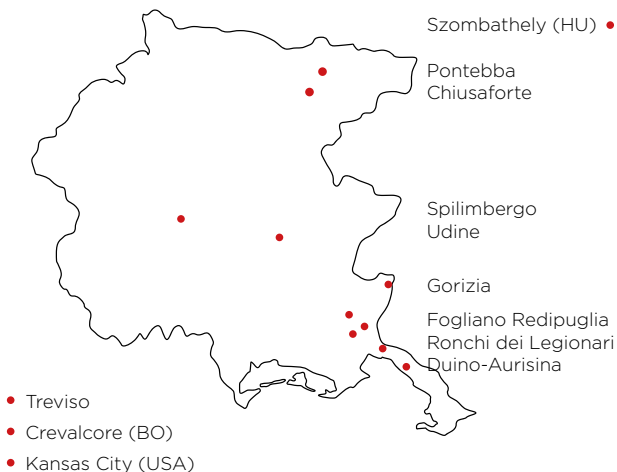 Szombathely (HU)
Pontebba
Chiusaforte
Spilimbergo
Udine
Gorizia
Fogliano Redipuglia
Ronchi dei Legionari
Duino-Aurisina
Treviso
Crevalcore (BO)
Kansas City (USA)